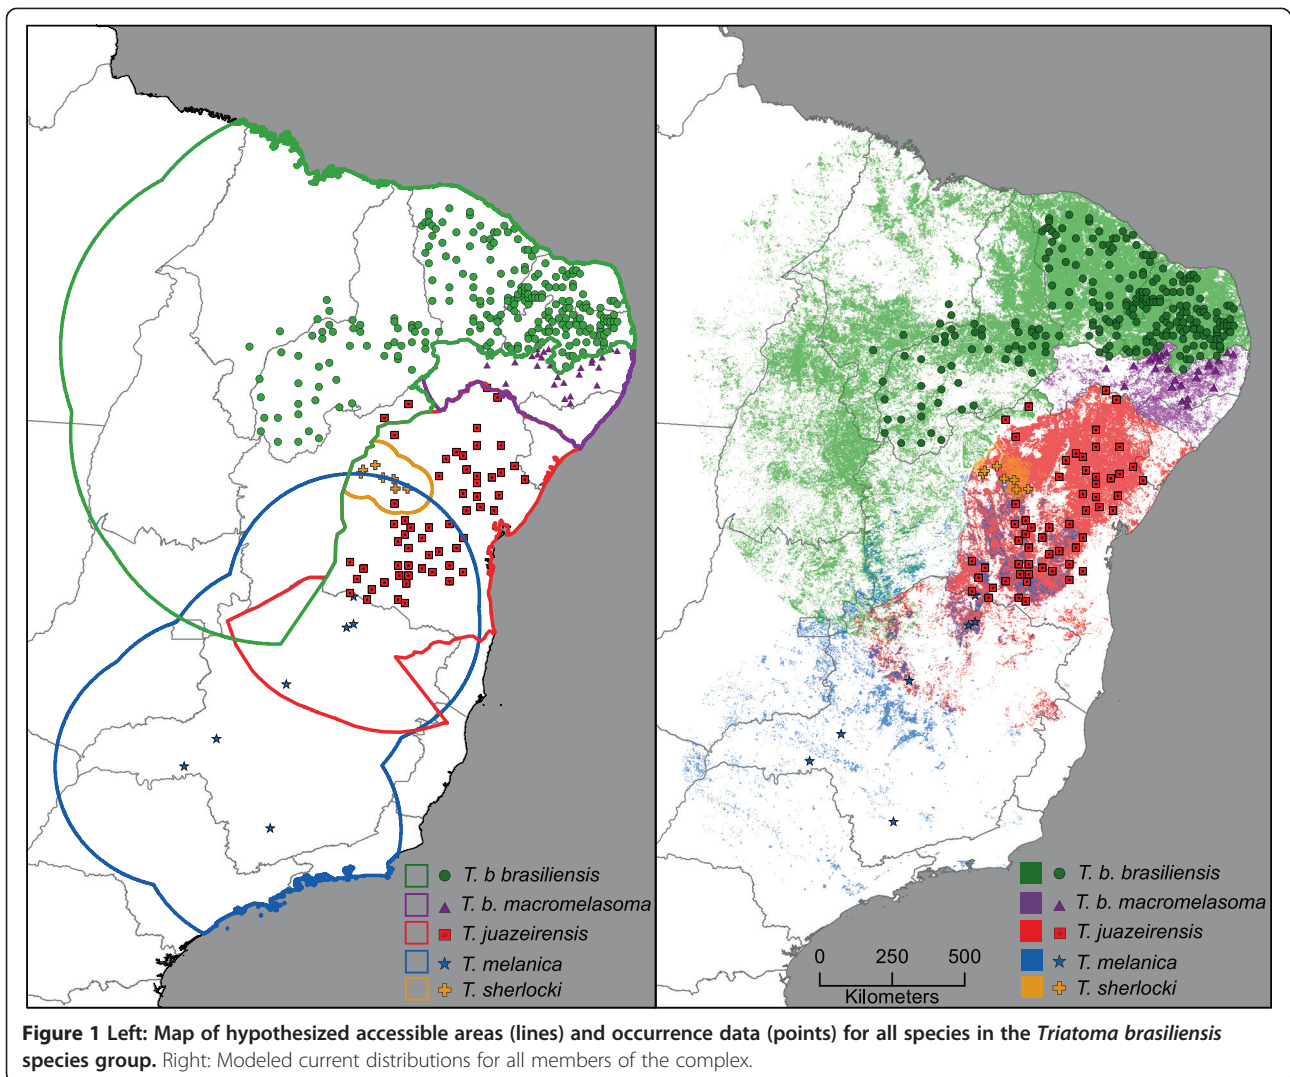 T. b brasiliensis
T. b. macromelasoma
T. juazeirensis
T. melanica
T. sherlocki
T. b. brasiliensis
T. b. macromelasoma
T. juazeirensis
T. melanica
T. sherlocki
0 250 500
Kilometers
Figure 1 Left: Map of hypothesized accessible areas (lines) and occurrence data (points) for all species in the Triatoma brasiliensis
species group. Right: Modeled current distributions for all members of the complex.